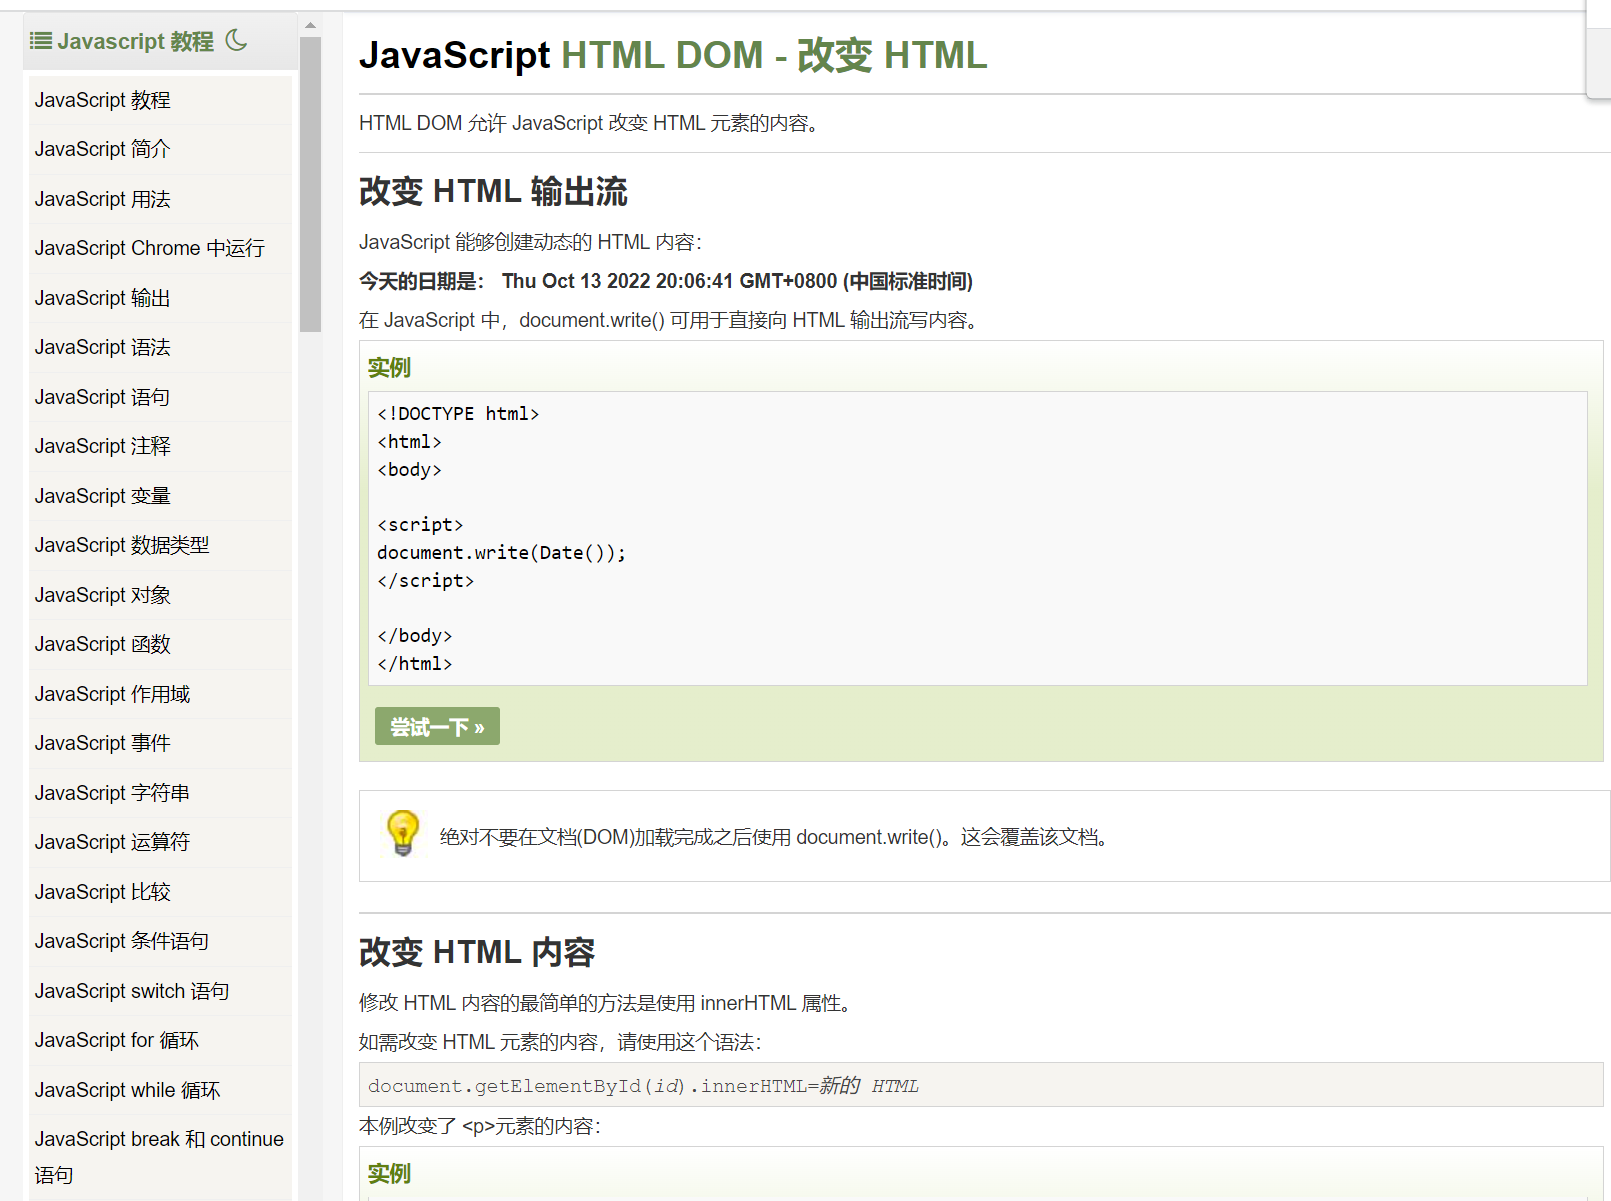 Javascript 教程
JavaScript 教程
JavaScript 简介
JavaScript 用法
JavaScript Chrome 中运行
JavaScript 输出
JavaScript 语法
JavaScript 语句
JavaScript 注释
JavaScript 变量
JavaScript 数据类型
JavaScript 对象
JavaScript 函数
JavaScript 作用域
JavaScript 事件
JavaScript 字符串
JavaScript 运算符
JavaScript 比较
JavaScript 条件语句
JavaScript switch 语句
JavaScript for 循环
JavaScript while 循环
JavaScript break 和 continue
语句
JavaScript HTML DOM - 改变 HTML
HTML DOM 允许 JavaScript 改变 HTML 元素的内容。
改变 HTML 输出流
JavaScript 能够创建动态的 HTML 内容：
今天的日期是： Thu Oct 13 2022 20:06:41 GMT+0800 (中国标准时间)
在 JavaScript 中，document.write() 可用于直接向 HTML 输出流写内容。
实例
<!DOCTYPE html>
<html>
<body>
<script>
document.write(Date());
</script>
</body>
</html>
尝试一下 »
绝对不要在文档(DOM)加载完成之后使用 document.write()。这会覆盖该文档。
改变 HTML 内容
修改 HTML 内容的最简单的方法是使用 innerHTML 属性。
如需改变 HTML 元素的内容，请使用这个语法：
document.getElementById(id).innerHTML=新的 HTML
本例改变了 <p>元素的内容：
实例